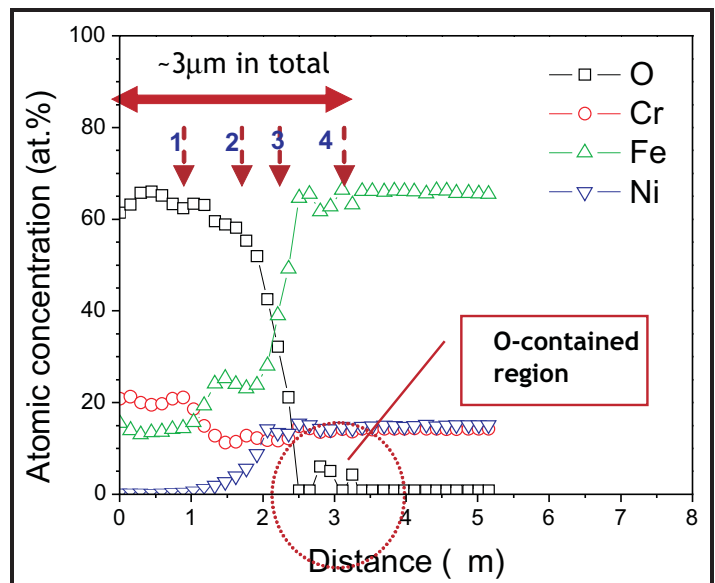 100
80
60
40
20
0
0 1 2 3 4 5 6 7 8
Atomic concentration (at.%)
Distance ( m)
~3μm in total
1 2 3 4
O
Cr
Fe
Ni
O-contained
region